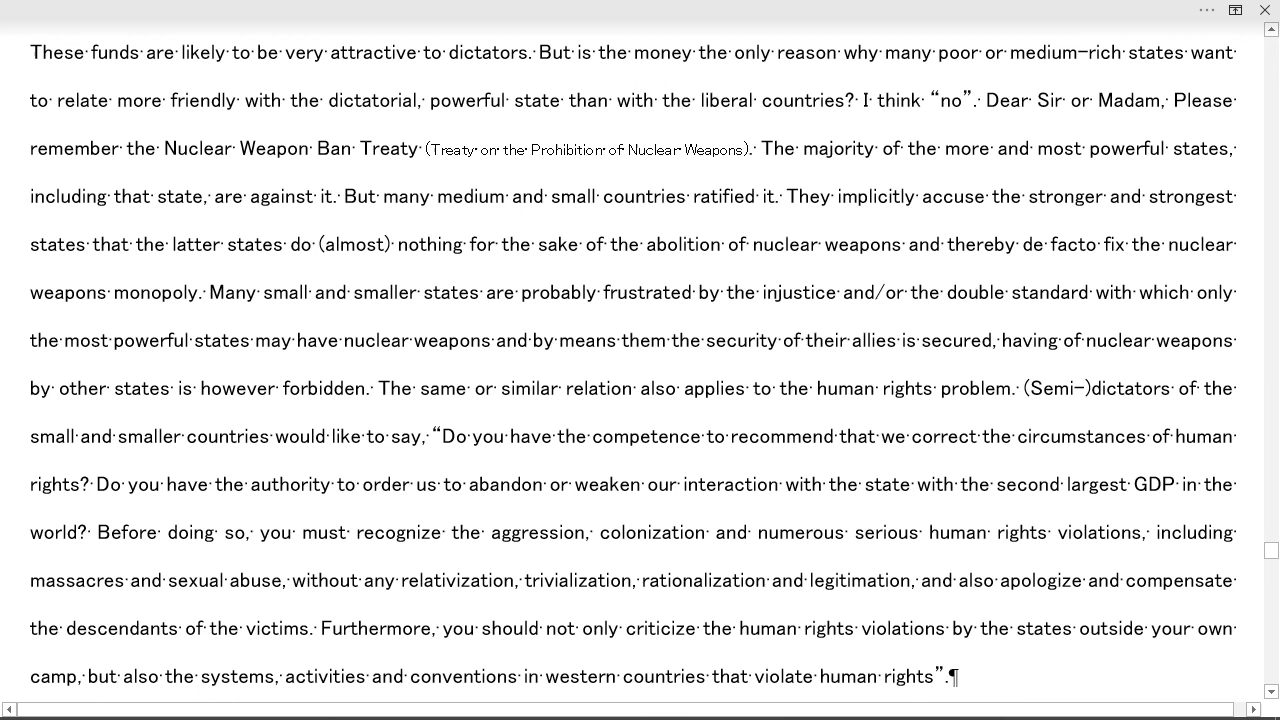 These funds are likely to be very attractive to dictators. But is the money the only reason why many poor or medium-rich states want
to relate more friendly with the dictatorial, powerful state than with the liberal countries? I think “no”. Dear Sir or Madam, Please
remember the Nuclear Weapon Ban Treaty (Treaty on the Prohibition of Nuclear Weapons). The majority of the more and most powerful states,
including that state, are against it. But many medium and small countries ratified it. They implicitly accuse the stronger and strongest
states that the latter states do (almost) nothing for the sake of the abolition of nuclear weapons and thereby de facto fix the nuclear
weapons monopoly. Many small and smaller states are probably frustrated by the injustice and/or the double standard with which only
the most powerful states may have nuclear weapons and by means them the security of their allies is secured, having of nuclear weapons
by other states is however forbidden. The same or similar relation also applies to the human rights problem. (Semi-)dictators of the
small and smaller countries would like to say, “Do you have the competence to recommend that we correct the circumstances of human
rights? Do you have the authority to order us to abandon or weaken our interaction with the state with the second largest GDP in the
world? Before doing so, you must recognize the aggression, colonization and numerous serious human rights violations, including
massacres and sexual abuse, without any relativization, trivialization, rationalization and legitimation, and also apologize and compensate
the descendants of the victims. Furthermore, you should not only criticize the human rights violations by the states outside your own
camp, but also the systems, activities and conventions in western countries that violate human rights”.¶